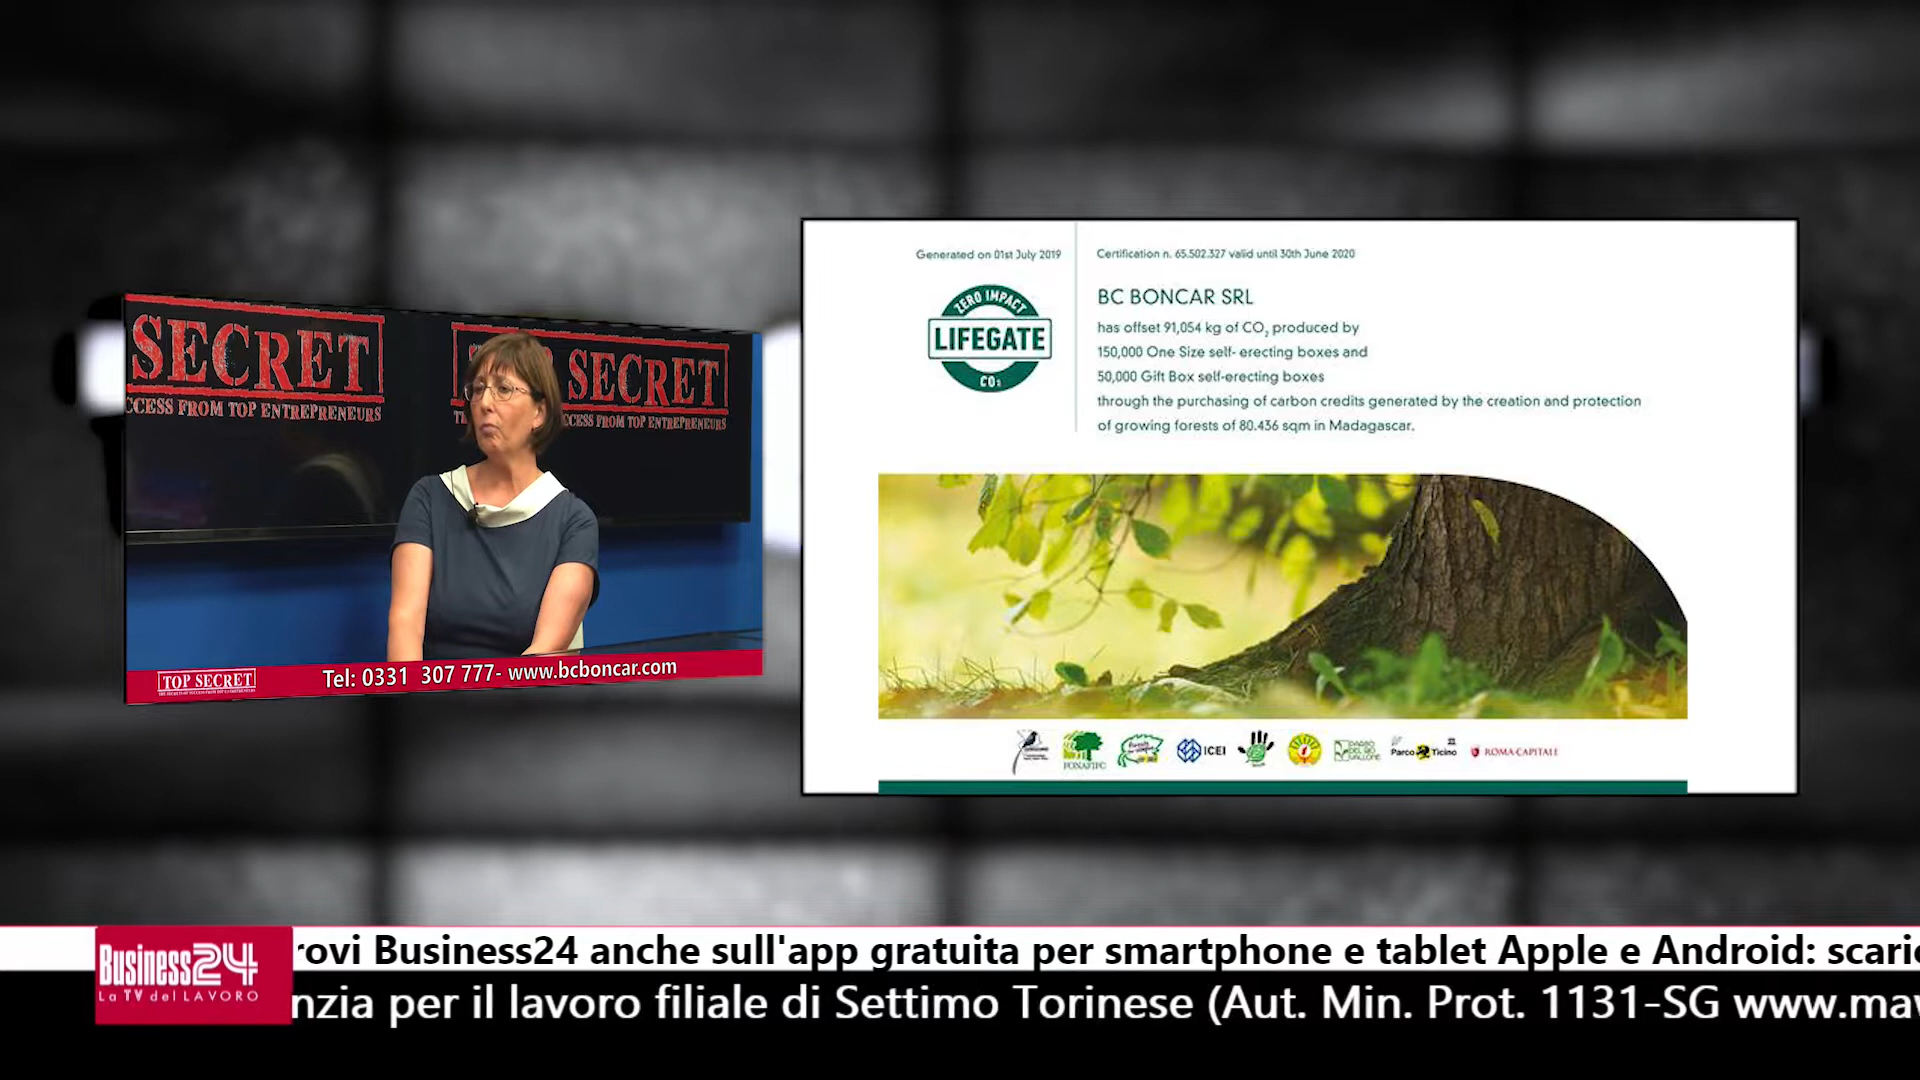 SECRET
CCESS FROM TOP ENTREPRENEURS
TOP SECRET
CCESS FROM TOP ENTREPRENEURS
TOP SECRET
Tel: 0331 307 777- www.bcboncar.com
Generated on 01st July 2019
Certification n. 65.502.327 valid until 30th June 2020
ZERO IMPACT
LIFEGATE
CO₂
BC BONCAR SRL
has offset 91,054 kg of CO₂ produced by
150,000 One Size self- erecting boxes and
50,000 Gift Box self-erecting boxes
through the purchasing of carbon credits generated by the creation and protection
of growing forests of 80.436 sqm in Madagascar.
FONAFIFO
ICEI
Parco Ticino
ROMA CAPITALE
Business24
La TV del LAVORO
rovi Business24 anche sull'app gratuita per smartphone e tablet Apple e Android: scaric
nzia per il lavoro filiale di Settimo Torinese (Aut. Min. Prot. 1131-SG www.mav